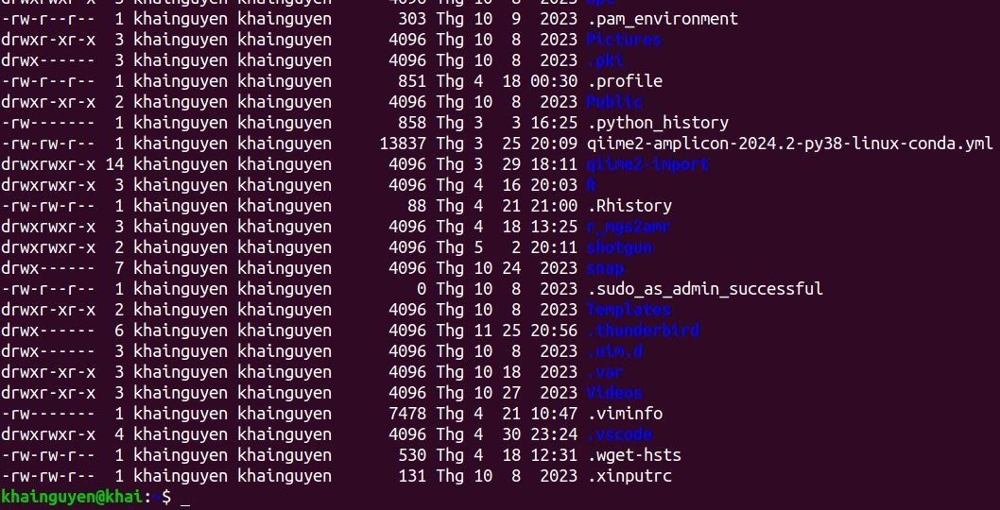 drwxr-xr-x  3 khainguyen khainguyen     4096 Thg 10  8  2023 opt
-rw-r--r--  1 khainguyen khainguyen      303 Thg 10  9  2023 .pam_environment
drwxr-xr-x  3 khainguyen khainguyen     4096 Thg 10  8  2023 Pictures
drwx------  3 khainguyen khainguyen     4096 Thg 10  8  2023 .pki
-rw-r--r--  1 khainguyen khainguyen      851 Thg 4  18 00:30 .profile
drwxr-xr-x  2 khainguyen khainguyen     4096 Thg 10  8  2023 Public
-rw-------  1 khainguyen khainguyen      858 Thg 3   3 16:25 .python_history
-rw-rw-r--  1 khainguyen khainguyen    13837 Thg 3  25 20:09 qiime2-amplicon-2024.2-py38-linux-conda.yml
drwxrwxr-x 14 khainguyen khainguyen     4096 Thg 3  29 18:11 qiime2-import
drwxrwxr-x  3 khainguyen khainguyen     4096 Thg 4  16 20:03 R
-rw-rw-r--  1 khainguyen khainguyen       88 Thg 4  21 21:00 .Rhistory
drwxrwxr-x  3 khainguyen khainguyen     4096 Thg 4  18 13:25 r_mgs2amr
drwxrwxr-x  2 khainguyen khainguyen     4096 Thg 5   2 20:11 shotgun
drwx------  7 khainguyen khainguyen     4096 Thg 10 24  2023 snap
-rw-r--r--  1 khainguyen khainguyen        0 Thg 10  8  2023 .sudo_as_admin_successful
drwxr-xr-x  2 khainguyen khainguyen     4096 Thg 10  8  2023 Templates
drwx------  6 khainguyen khainguyen     4096 Thg 11 25 20:56 .thunderbird
drwx------  3 khainguyen khainguyen     4096 Thg 10  8  2023 .uim.d
drwxr-xr-x  3 khainguyen khainguyen     4096 Thg 10 18  2023 .var
drwxr-xr-x  3 khainguyen khainguyen     4096 Thg 10 27  2023 Videos
-rw-------  1 khainguyen khainguyen     7478 Thg 4  21 10:47 .viminfo
drwxrwxr-x  4 khainguyen khainguyen     4096 Thg 4  30 23:24 .vscode
-rw-rw-r--  1 khainguyen khainguyen      530 Thg 4  18 12:31 .wget-hsts
-rw-rw-r--  1 khainguyen khainguyen      131 Thg 10  8  2023 .xinputrc
khainguyen@khai:~$ _